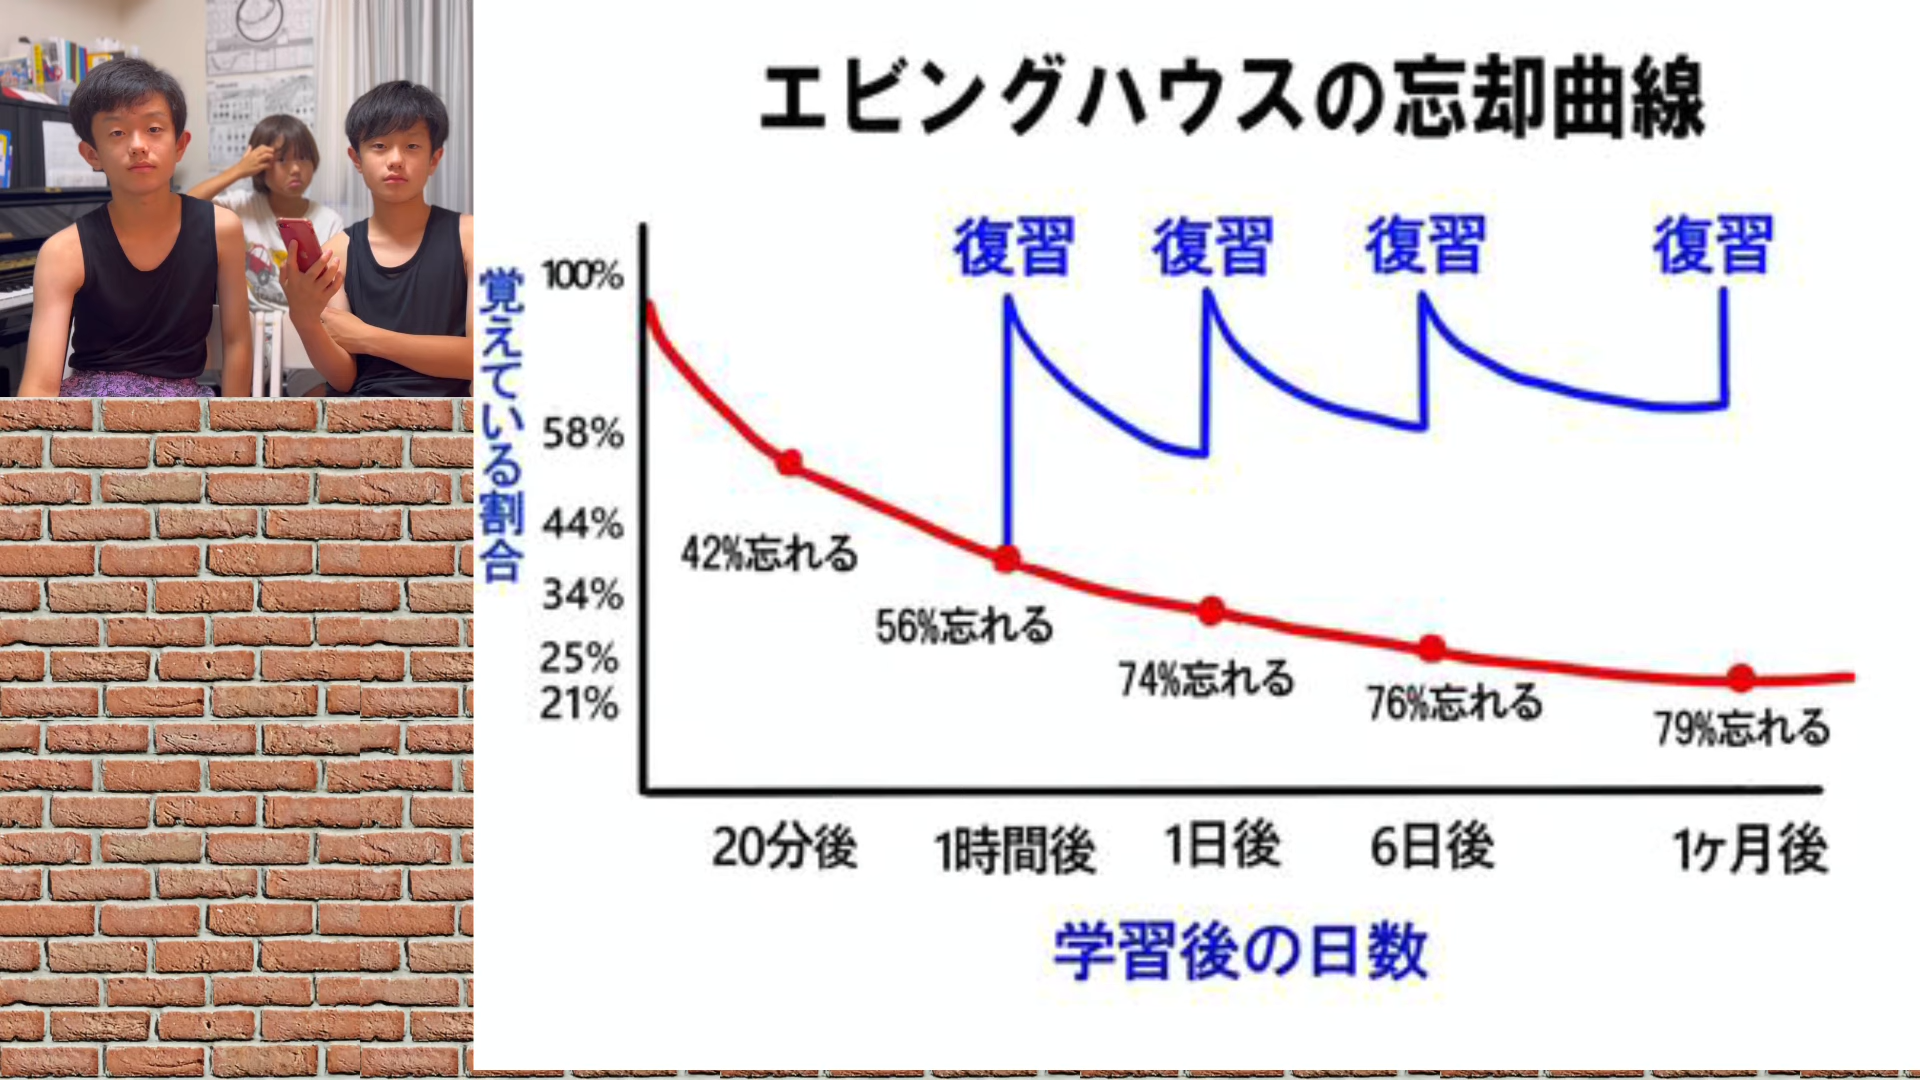 エビングハウスの忘却曲線
復習 復習 復習 復習
覚えている割合
100%
58%
44%
34%
25%
21%
42%忘れる
56%忘れる
74%忘れる
76%忘れる
79%忘れる
20分後 1時間後 1日後 6日後 1ヶ月後
学習後の日数